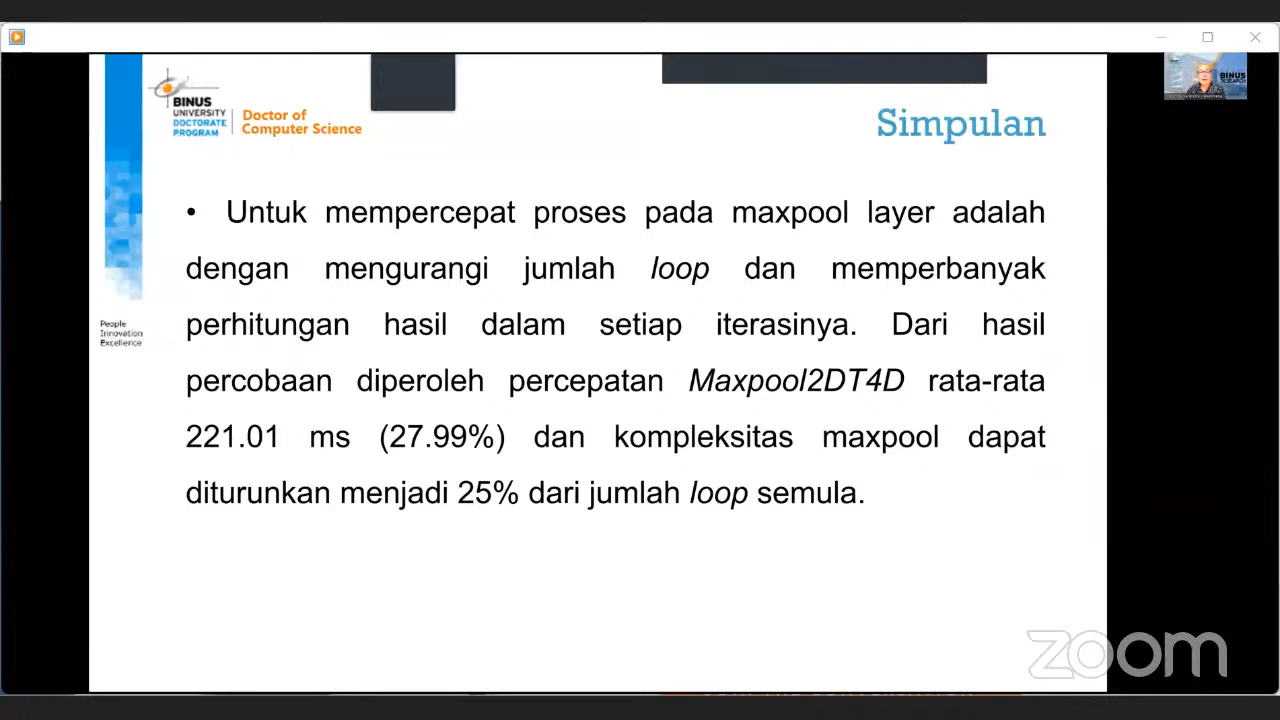 BINUS
UNIVERSITY
DOCTORATE
PROGRAM
Doctor of
Computer Science
Simpulan
BINUS
RESEARCH
• Untuk mempercepat proses pada maxpool layer adalah
dengan mengurangi jumlah loop dan memperbanyak
perhitungan hasil dalam setiap iterasinya. Dari hasil
percobaan diperoleh percepatan Maxpool2DT4D rata-rata
221.01 ms (27.99%) dan kompleksitas maxpool dapat
diturunkan menjadi 25% dari jumlah loop semula.
People
Innovation
Excellence
zoom